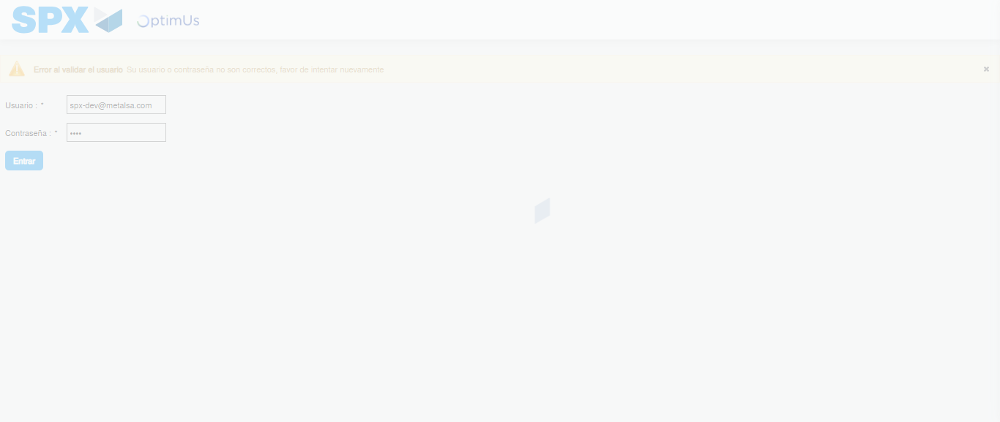 SPX OptimUs
Error al validar el usuario Su usuario o contraseña no son correctos, favor de intentar nuevamente
Usuario : * spx-dev@metalsa.com
Contraseña : * ••••
Entrar